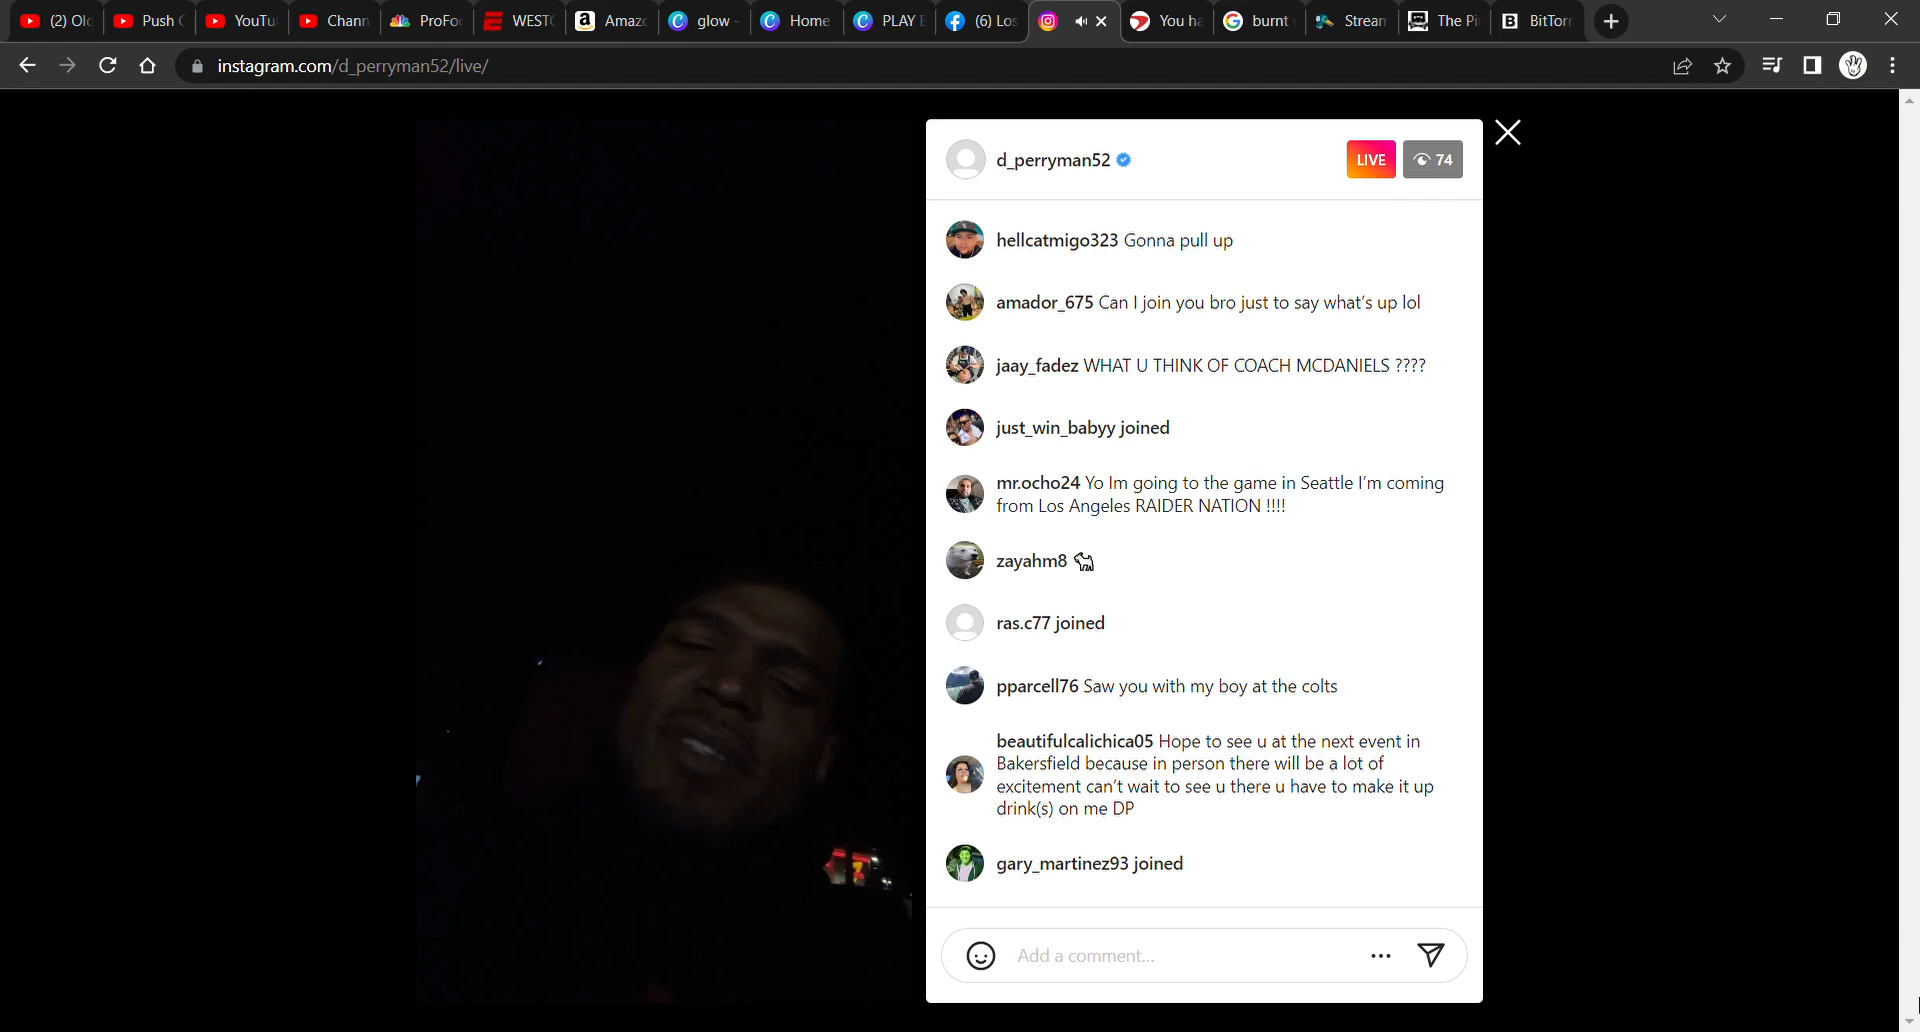 (2) Old
Push C
YouTu
Chann
ProFo
WEST
Amaz
glow -
Home
PLAY
(6) Los
You ha
burnt
Stream
The Pi
BitTorr
instagram.com/d_perryman52/live/
d_perryman52
LIVE
74
hellcatmigo323 Gonna pull up
amador_675 Can I join you bro just to say what's up lol
jaay_fadez WHAT U THINK OF COACH MCDANIELS ????
just_win_babyy joined
mr.ocho24 Yo Im going to the game in Seattle I'm coming
from Los Angeles RAIDER NATION !!!!
zayahm8 🐪
ras.c77 joined
pparcell76 Saw you with my boy at the colts
beautifulcalichica05 Hope to see u at the next event in
Bakersfield because in person there will be a lot of
excitement can't wait to see u there u have to make it up
drink(s) on me DP
gary_martinez93 joined
Add a comment...